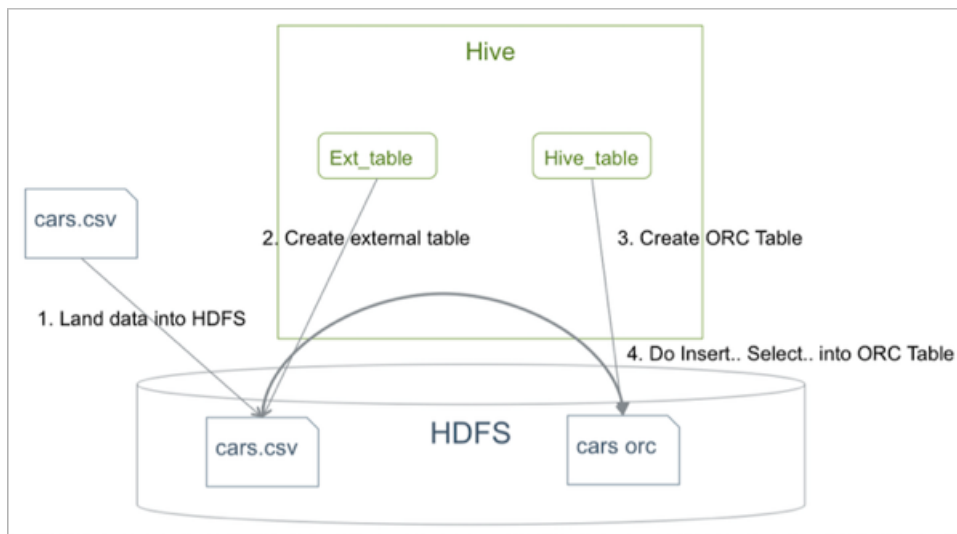 Hive
Ext_table
Hive_table
cars.csv
2. Create external table
3. Create ORC Table
1. Land data into HDFS
4. Do Insert.. Select.. into ORC Table
HDFS
cars.csv
cars orc